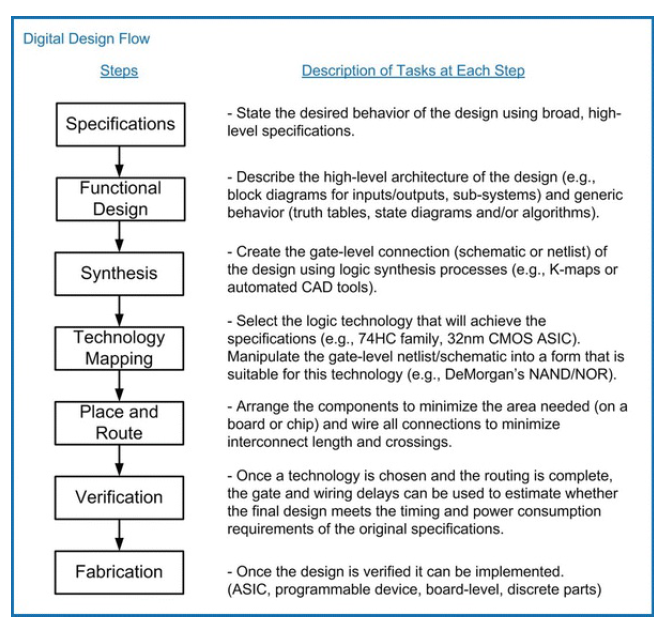 Digital Design Flow
Steps
Description of Tasks at Each Step
Specifications
- State the desired behavior of the design using broad, high-
level specifications.
Functional
Design
- Describe the high-level architecture of the design (e.g.,
block diagrams for inputs/outputs, sub-systems) and generic
behavior (truth tables, state diagrams and/or algorithms).
Synthesis
- Create the gate-level connection (schematic or netlist) of
the design using logic synthesis processes (e.g., K-maps or
automated CAD tools).
Technology
Mapping
- Select the logic technology that will achieve the
specifications (e.g., 74HC family, 32nm CMOS ASIC).
Manipulate the gate-level netlist/schematic into a form that is
suitable for this technology (e.g., DeMorgan's NAND/NOR).
Place and
Route
- Arrange the components to minimize the area needed (on a
board or chip) and wire all connections to minimize
interconnect length and crossings.
Verification
- Once a technology is chosen and the routing is complete,
the gate and wiring delays can be used to estimate whether
the final design meets the timing and power consumption
requirements of the original specifications.
Fabrication
- Once the design is verified it can be implemented.
(ASIC, programmable device, board-level, discrete parts)